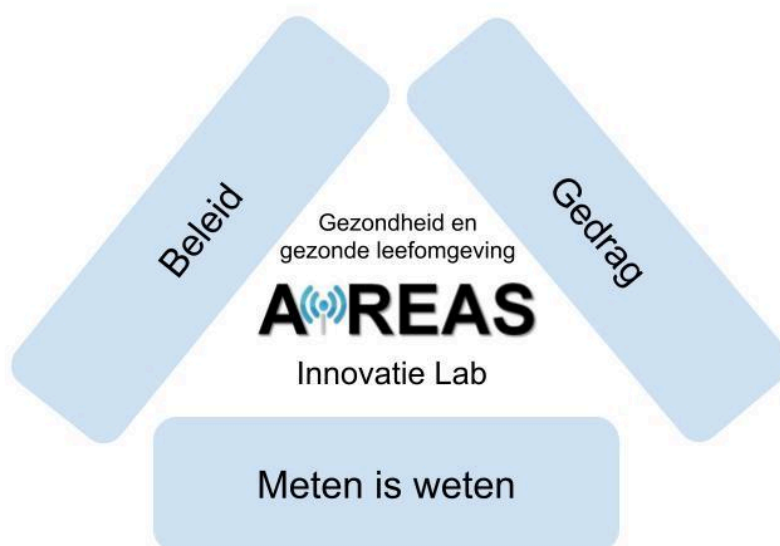 Beleid
Gedrag
Gezondheid en
gezonde leefomgeving
AiREAS
Innovatie Lab
Meten is weten